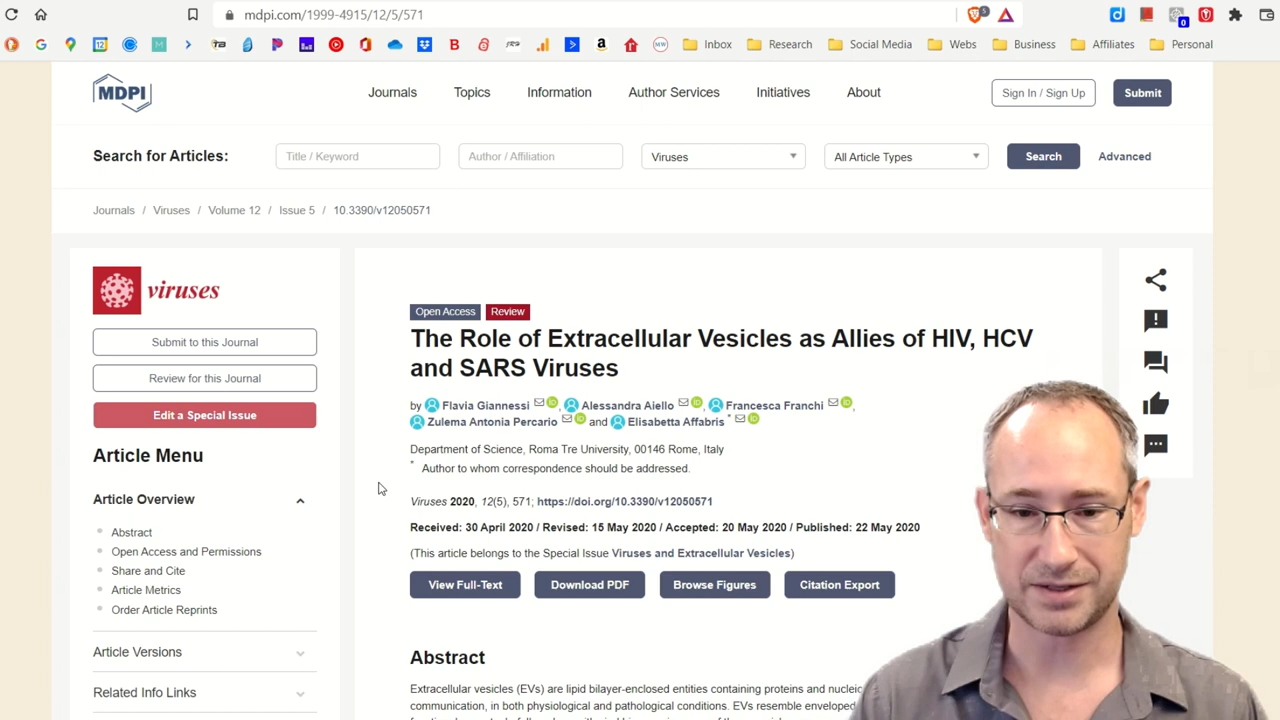 mdpi.com/1999-4915/12/5/571
5
0
Inbox Research Social Media Webs Business Affiliates Personal
MDPI
Journals Topics Information Author Services Initiatives About
Sign In / Sign Up Submit
Search for Articles: Title / Keyword Author / Affiliation Viruses All Article Types Search Advanced
Journals / Viruses / Volume 12 / Issue 5 / 10.3390/v12050571
viruses
Submit to this Journal
Review for this Journal
Edit a Special Issue
Article Menu
Article Overview
Abstract
Open Access and Permissions
Share and Cite
Article Metrics
Order Article Reprints
Article Versions
Related Info Links
Open Access Review
The Role of Extracellular Vesicles as Allies of HIV, HCV
and SARS Viruses
by Flavia Giannessi, Alessandra Aiello, Francesca Franchi,
Zulema Antonia Percario and Elisabetta Affabris *
Department of Science, Roma Tre University, 00146 Rome, Italy
* Author to whom correspondence should be addressed.
Viruses 2020, 12(5), 571; https://doi.org/10.3390/v12050571
Received: 30 April 2020 / Revised: 15 May 2020 / Accepted: 20 May 2020 / Published: 22 May 2020
(This article belongs to the Special Issue Viruses and Extracellular Vesicles)
View Full-Text Download PDF Browse Figures Citation Export
Abstract
Extracellular vesicles (EVs) are lipid bilayer-enclosed entities containing proteins and nucleic
communication, in both physiological and pathological conditions. EVs resemble enveloped